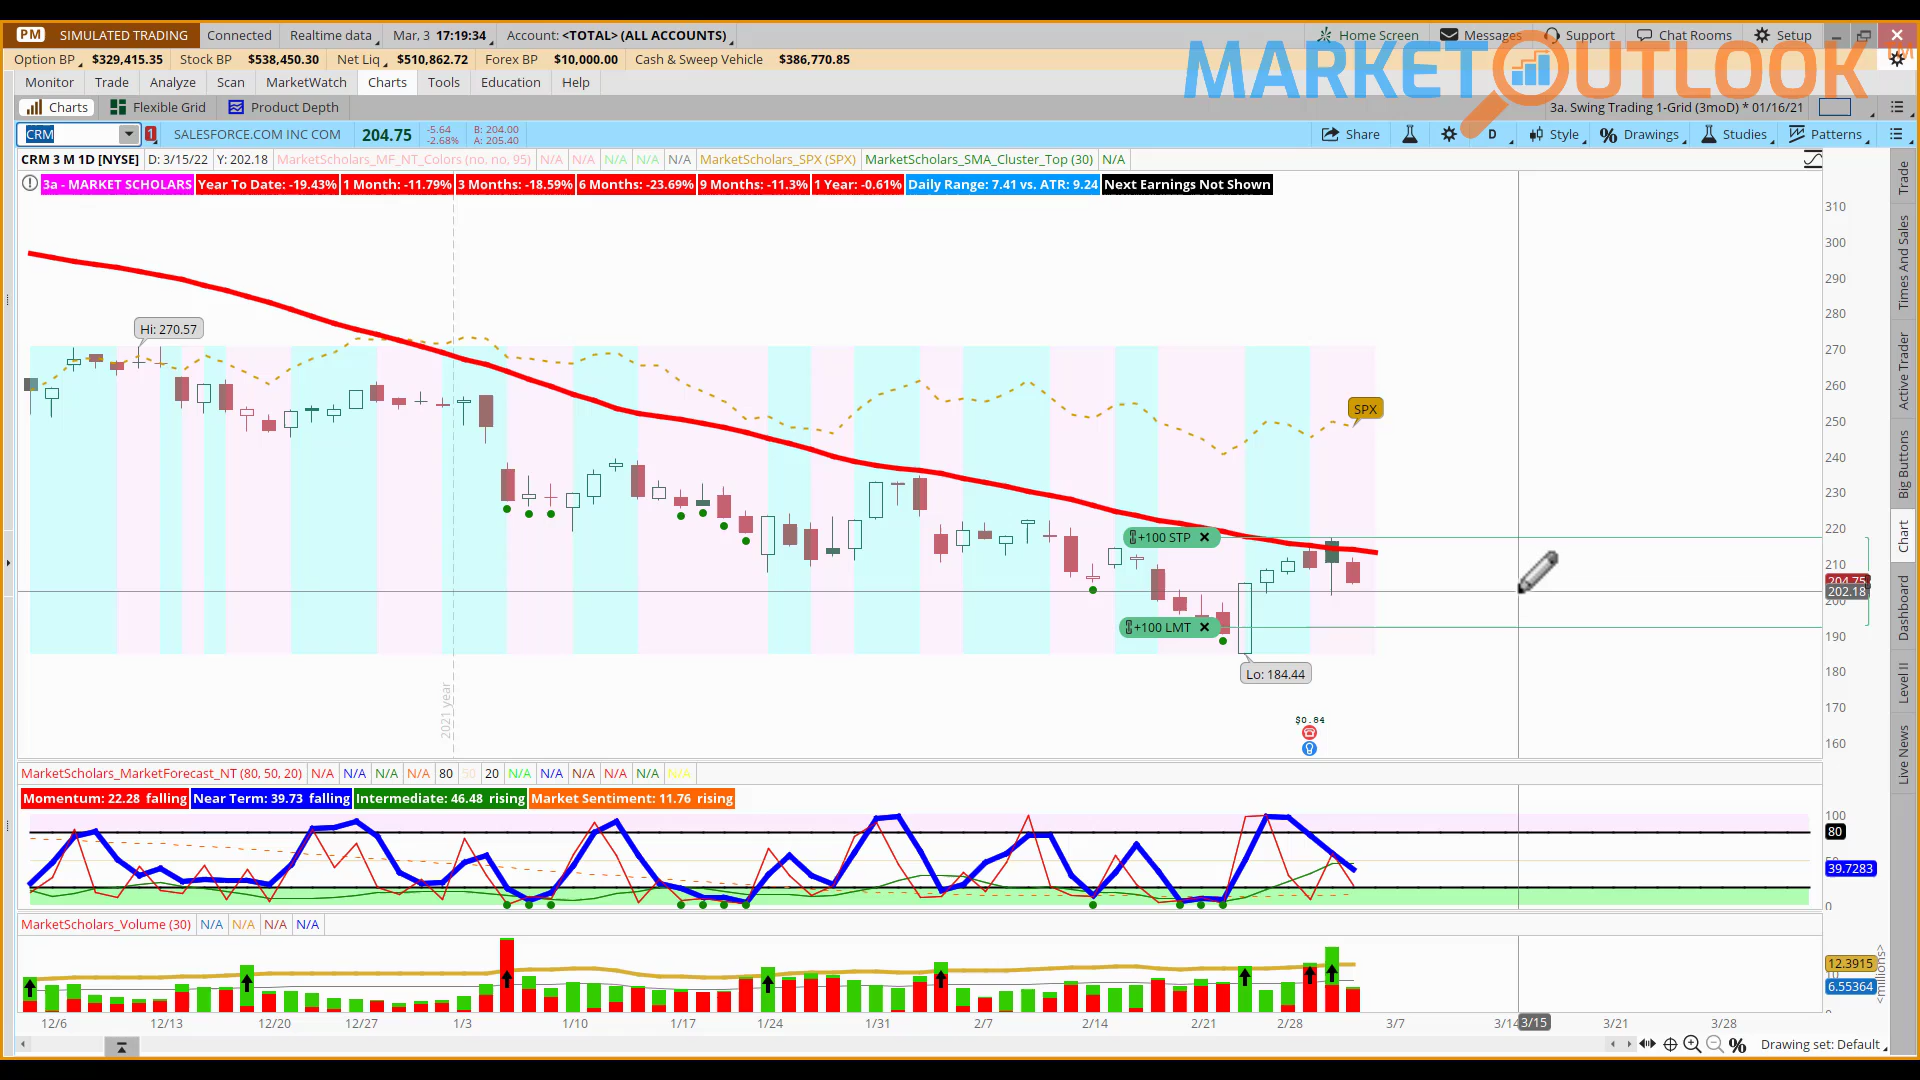 PM SIMULATED TRADING Connected Realtime data Mar, 3 17:19:34 Account: <TOTAL> (ALL ACCOUNTS) Home Screen Messages Support Chat Rooms Setup
Option BP $329,415.35 Stock BP $538,450.30 Net Liq $510,862.72 Forex BP $10,000.00 Cash & Sweep Vehicle $386,770.85
MARKET OUTLOOK
Monitor Trade Analyze Scan MarketWatch Charts Tools Education Help
Charts Flexible Grid Product Depth 3a. Swing Trading 1-Grid (3moD) * 01/16/21
CRM 1 SALESFORCE.COM INC COM 204.75 -5.64 -2.68% B: 204.00 A: 205.40 Share D Style Drawings Studies Patterns
CRM 3 M 1D [NYSE] D: 3/15/22 Y: 202.18 MarketScholars_MF_NT_Colors (no, no, 95) N/A N/A N/A N/A N/A MarketScholars_SPX (SPX) MarketScholars_SMA_Cluster_Top (30) N/A
3a - MARKET SCHOLARS Year To Date: -19.43% 1 Month: -11.79% 3 Months: -18.59% 6 Months: -23.69% 9 Months: -11.3% 1 Year: -0.61% Daily Range: 7.41 vs. ATR: 9.24 Next Earnings Not Shown
310
300
290
280
Hi: 270.57
270
260
SPX
250
240
230
220
+100 STP
210
204.75
202.18
200
+100 LMT
190
Lo: 184.44
180
2021 year
170
$0.84
160
MarketScholars_MarketForecast_NT (80, 50, 20) N/A N/A N/A N/A 80 50 20 N/A N/A N/A N/A N/A N/A
Momentum: 22.28 falling Near Term: 39.73 falling Intermediate: 46.48 rising Market Sentiment: 11.76 rising
100
80
39.7283
0
MarketScholars_Volume (30) N/A N/A N/A N/A
12.3915
6.55364
<millions>
12/6 12/13 12/20 12/27 1/3 1/10 1/17 1/24 1/31 2/7 2/14 2/21 2/28 3/7 3/14 3/15 3/21 3/28
Drawing set: Default
Trade
Times And Sales
Active Trader
Big Buttons
Chart
Dashboard
Level II
Live News